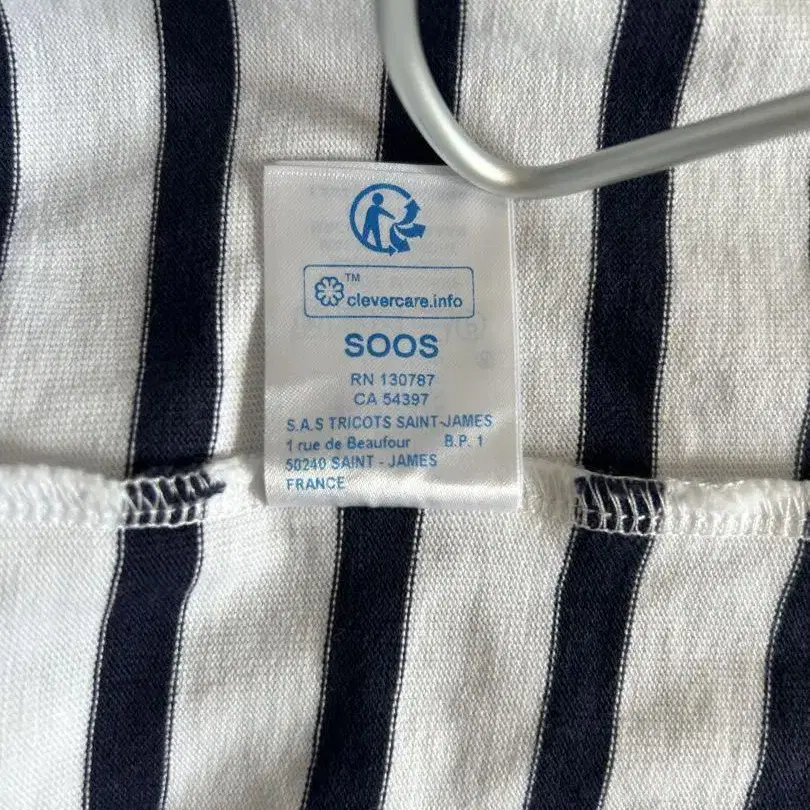 TM
clevercare.info
SOOS
RN 130787
CA 54397
S.A.S TRICOTS SAINT-JAMES
1 rue de Beaufour B.P. 1
50240 SAINT - JAMES
FRANCE